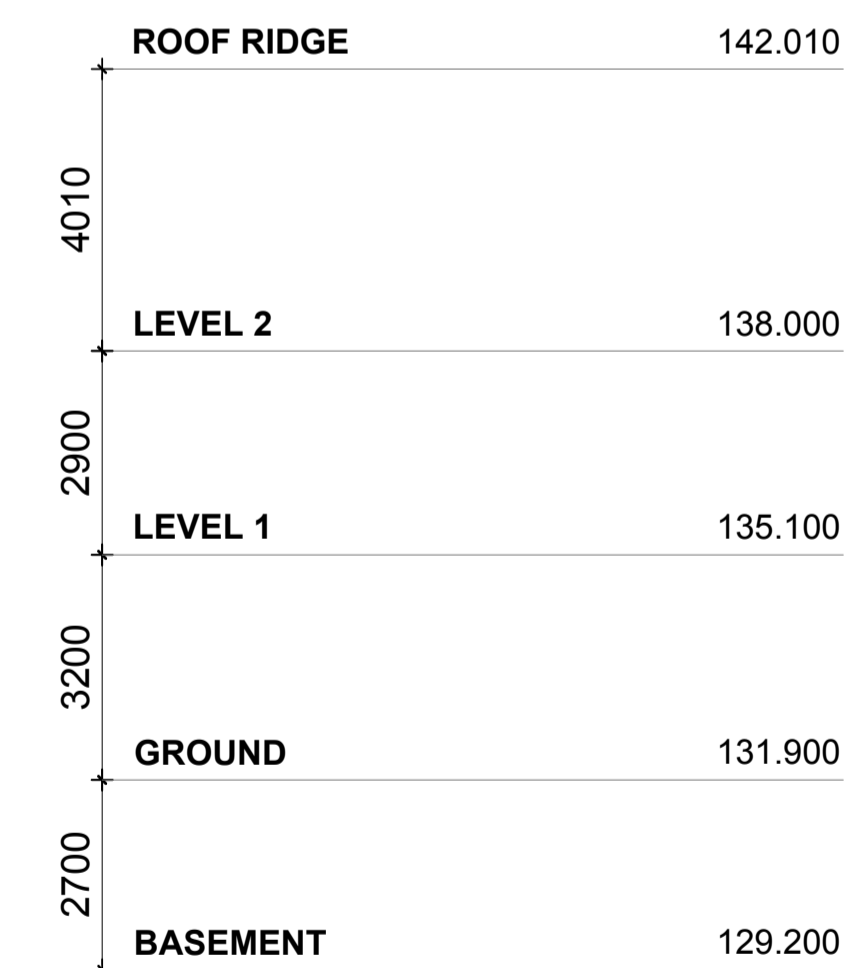 ROOF RIDGE 142.010
4010
LEVEL 2 138.000
2900
LEVEL 1 135.100
3200
GROUND 131.900
2700
BASEMENT 129.200